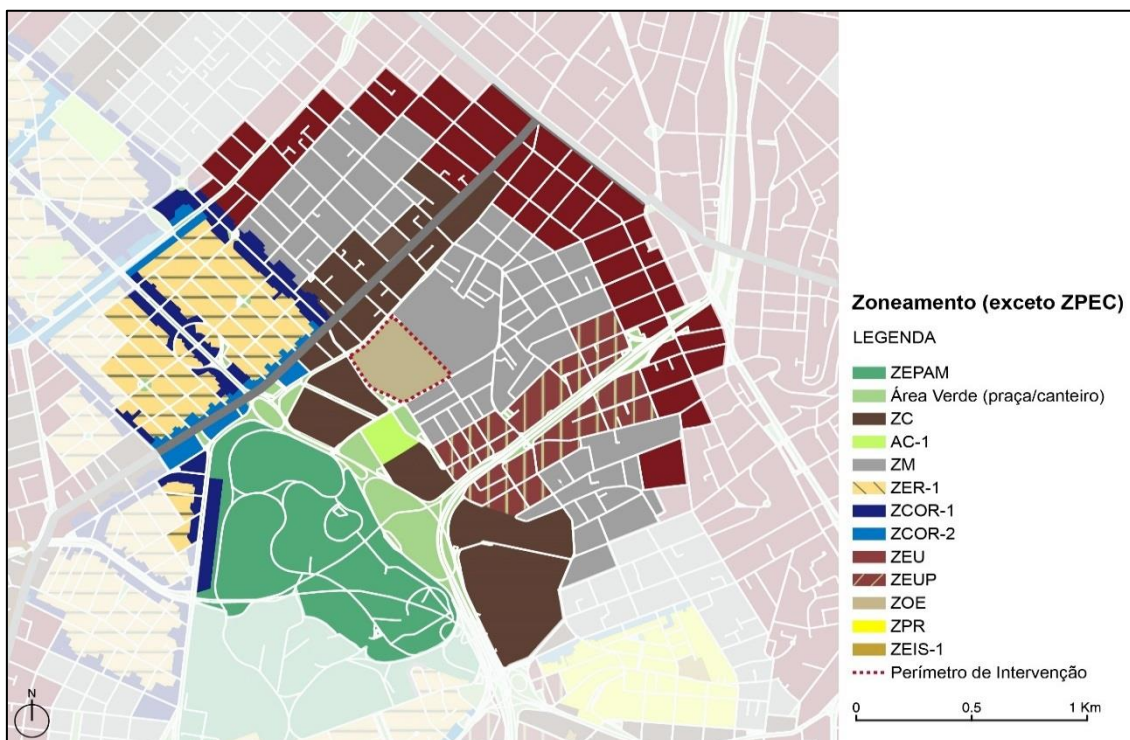 Zoneamento (exceto ZPEC)
LEGENDA
ZEPAM
Área Verde (praça/canteiro)
ZC
AC-1
ZM
ZER-1
ZCOR-1
ZCOR-2
ZEU
ZEUP
ZOE
ZPR
ZEIS-1
Perímetro de Intervenção
0 0.5 1 Km
N